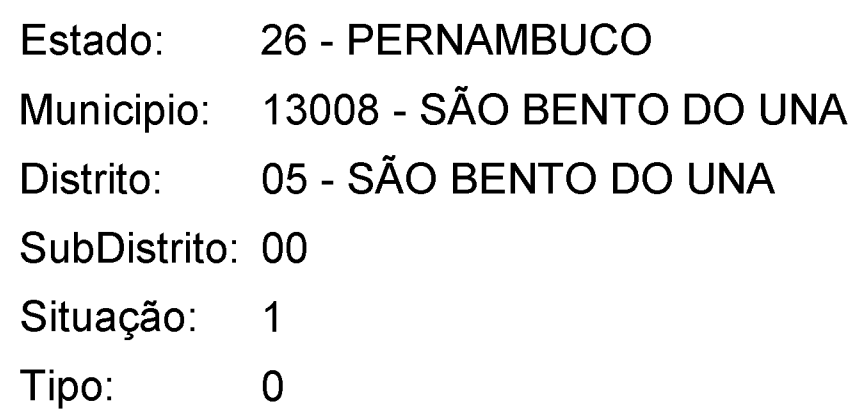 Estado: 26 - PERNAMBUCO
Municipio: 13008 - SÃO BENTO DO UNA
Distrito: 05 - SÃO BENTO DO UNA
SubDistrito: 00
Situação: 1
Tipo: 0